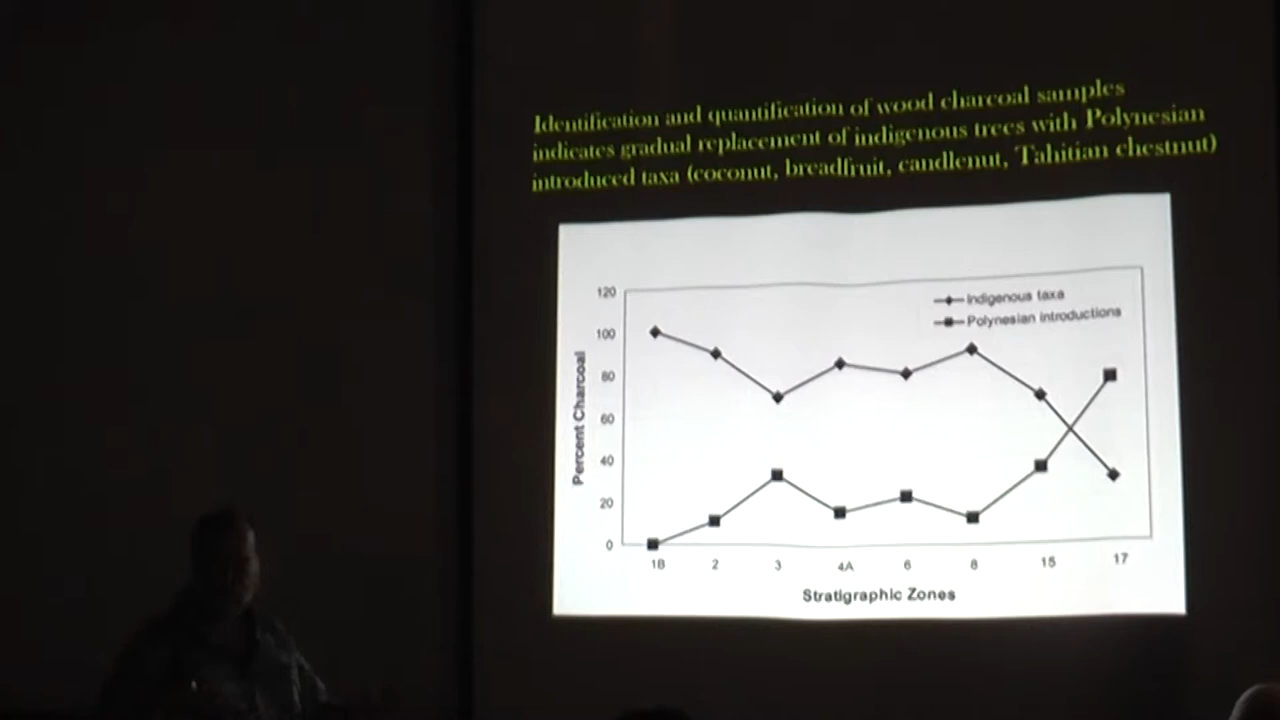 Identification and quantification of wood charcoal samples
indicates gradual replacement of indigenous trees with Polynesian
introduced taxa (coconut, breadfruit, candlenut, Tahitian chestnut)
120
100
80
60
40
20
0
Percent Charcoal
Indigenous taxa
Polynesian introductions
1B 2 3 4A 6 8 15 17
Stratigraphic Zones